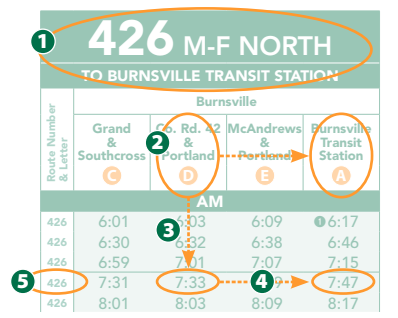 1 426 M-F NORTH
TO BURNSVILLE TRANSIT STATION
Route Number & Letter
Burnsville
Grand & Southcross C
2 Co. Rd. 42 & Portland D
McAndrews & Portland E
Burnsville Transit Station A
AM
426 6:01 6:03 6:09 1 6:17
3
426 6:30 6:32 6:38 6:46
426 6:59 7:01 7:07 7:15
5 426 7:31 7:33 4 7:47
426 8:01 8:03 8:09 8:17